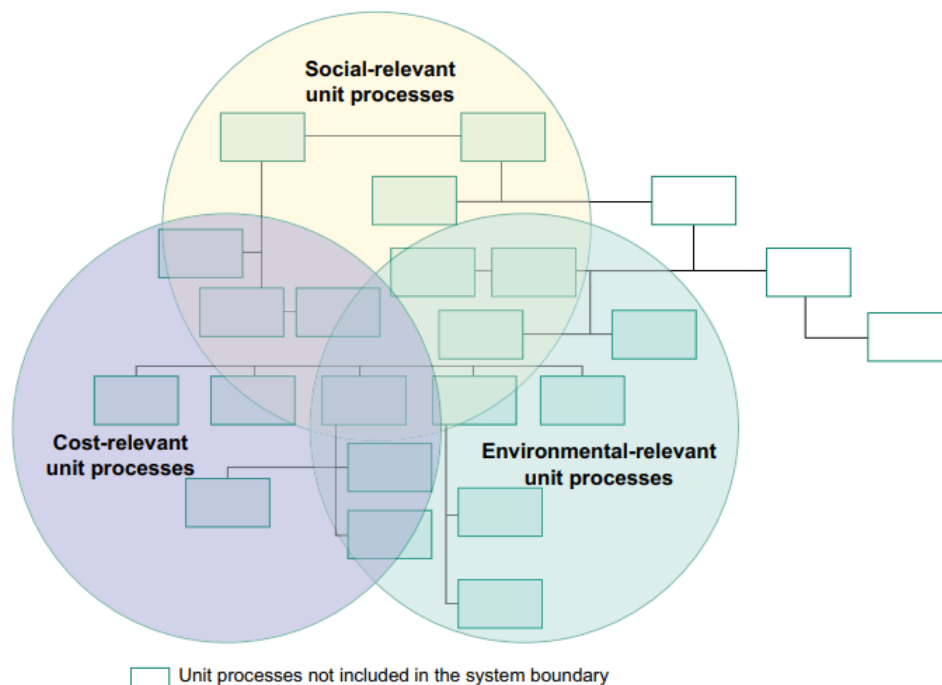 Social-relevant
unit processes
Cost-relevant
unit processes
Environmental-relevant
unit processes
Unit processes not included in the system boundary